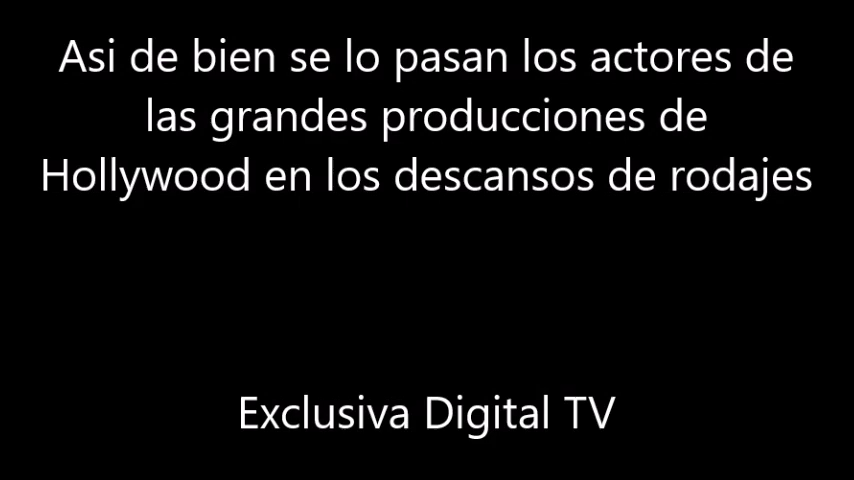 Asi de bien se lo pasan los actores de
las grandes producciones de
Hollywood en los descansos de rodajes
Exclusiva Digital TV